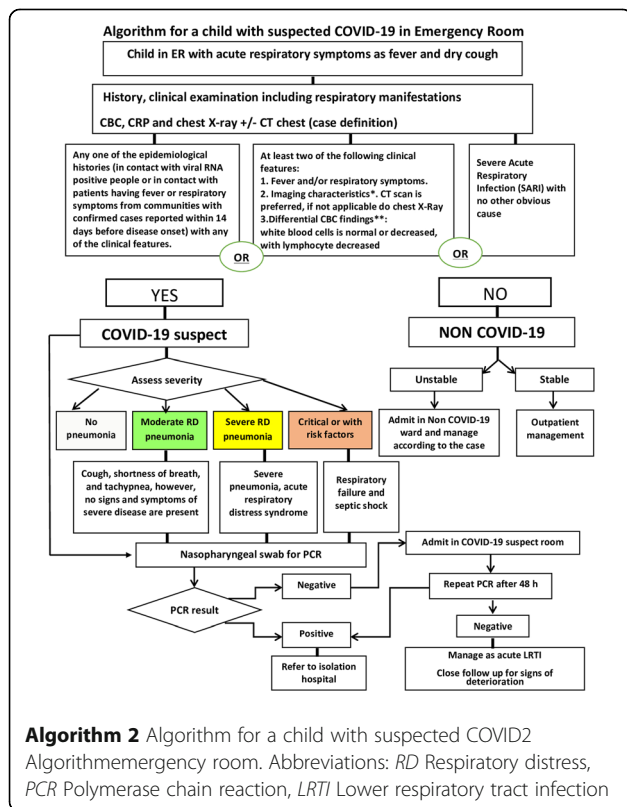 Algorithm for a child with suspected COVID-19 in Emergency Room
Child in ER with acute respiratory symptoms as fever and dry cough
History, clinical examination including respiratory manifestations
CBC, CRP and chest X-ray +/- CT chest (case definition)
Any one of the epidemiological
histories (in contact with viral RNA
positive people or in contact with
patients having fever or respiratory
symptoms from communities with
confirmed cases reported within 14
days before disease onset) with any
of the clinical features.
OR
At least two of the following clinical
features:
1. Fever and/or respiratory symptoms.
2. Imaging characteristics*. CT scan is
preferred, if not applicable do chest X-Ray
3.Differential CBC findings**:
white blood cells is normal or decreased,
with lymphocyte decreased
OR
Severe Acute
Respiratory
Infection (SARI) with
no other obvious
cause
YES
NO
COVID-19 suspect
NON COVID-19
Assess severity
Unstable
Stable
No
pneumonia
Moderate RD
pneumonia
Severe RD
pneumonia
Critical or with
risk factors
Admit in Non COVID-19
ward and manage
according to the case
Outpatient
management
Cough, shortness of breath,
and tachypnea, however,
no signs and symptoms of
severe disease are present
Severe
pneumonia, acute
respiratory
distress syndrome
Respiratory
failure and
septic shock
Nasopharyngeal swab for PCR
Admit in COVID-19 suspect room
PCR result
Negative
Repeat PCR after 48 h
Positive
Negative
Refer to isolation
hospital
Manage as acute LRTI
Close follow up for signs of
deterioration
Algorithm 2 Algorithm for a child with suspected COVID2
Algorithmemergency room. Abbreviations: RD Respiratory distress,
PCR Polymerase chain reaction, LRTI Lower respiratory tract infection